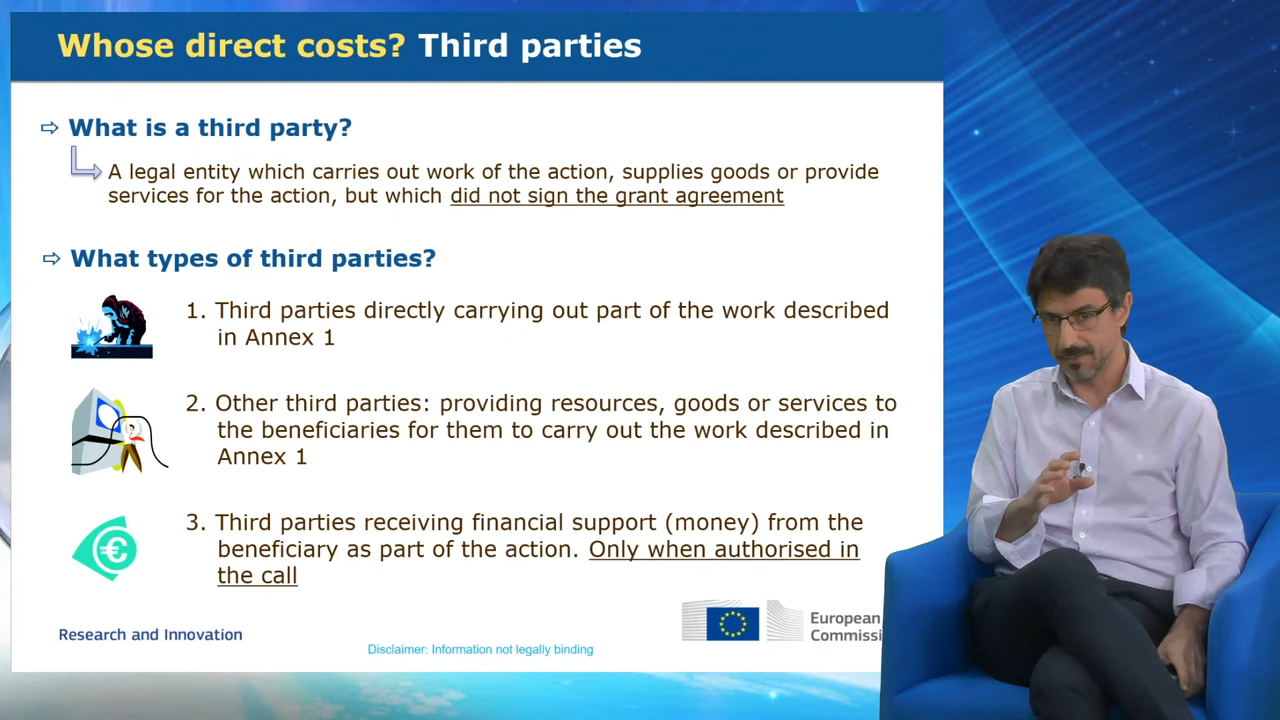 Whose direct costs? Third parties
⇨ What is a third party?
A legal entity which carries out work of the action, supplies goods or provide
services for the action, but which did not sign the grant agreement
⇨ What types of third parties?
1. Third parties directly carrying out part of the work described
in Annex 1
2. Other third parties: providing resources, goods or services to
the beneficiaries for them to carry out the work described in
Annex 1
3. Third parties receiving financial support (money) from the
beneficiary as part of the action. Only when authorised in
the call
Research and Innovation
European
Commissi
Disclaimer: Information not legally binding